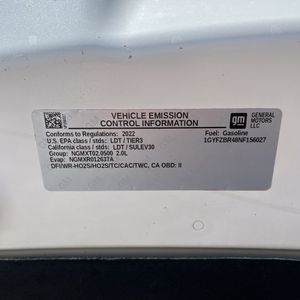 VEHICLE EMISSION
CONTROL INFORMATION
gm
GENERAL
MOTORS
LLC
Conforms to Regulations: 2022
U.S. EPA class / stds: LDT / TIER3
California class / stds: LDT / SULEV30
Group: NGMXT02.0500 2.0L
Evap: NGMXR012637A
DFI/WR-HO2S/HO2S/TC/CAC/TWC, CA OBD: II
Fuel: Gasoline
1GYFZBR48NF156027